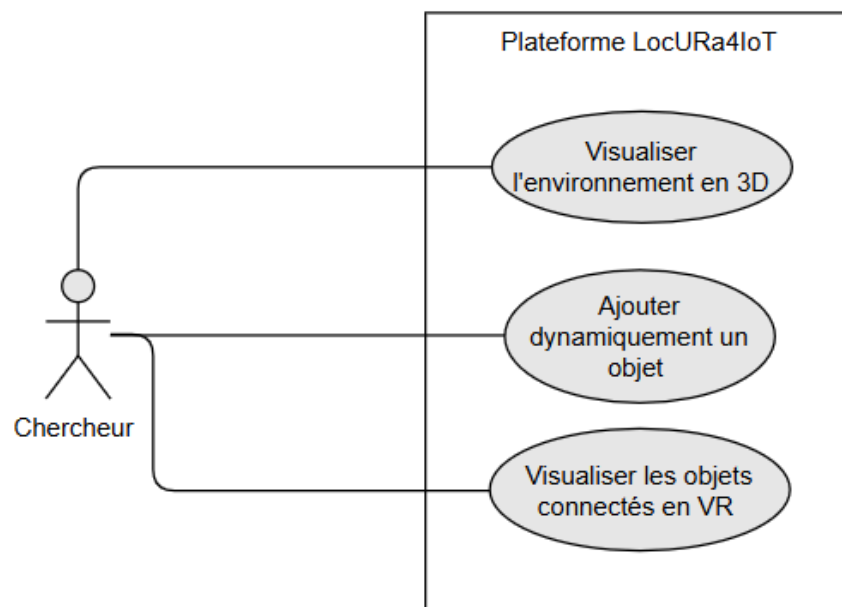 Plateforme LocURa4IoT
Visualiser
l'environnement en 3D
Ajouter
dynamiquement un
objet
Chercheur
Visualiser les objets
connectés en VR